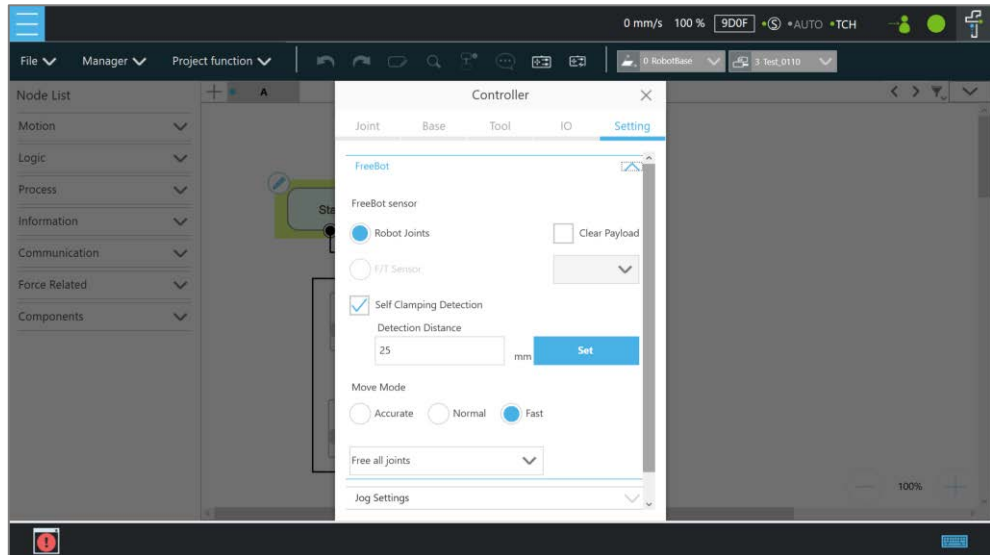 0 mm/s 100 % 9D0F •Ⓢ •AUTO •TCH
File Manager Project function 0 RobotBase 3 Test_0110
Node List
A
Controller
Motion
Joint Base Tool IO Setting
Logic
FreeBot
Process
FreeBot sensor
Sta
Information
Robot Joints Clear Payload
Communication
F/T Sensor
Force Related
Self Clamping Detection
Components
Detection Distance
25 mm Set
Move Mode
Accurate Normal Fast
Free all joints
100%
Jog Settings